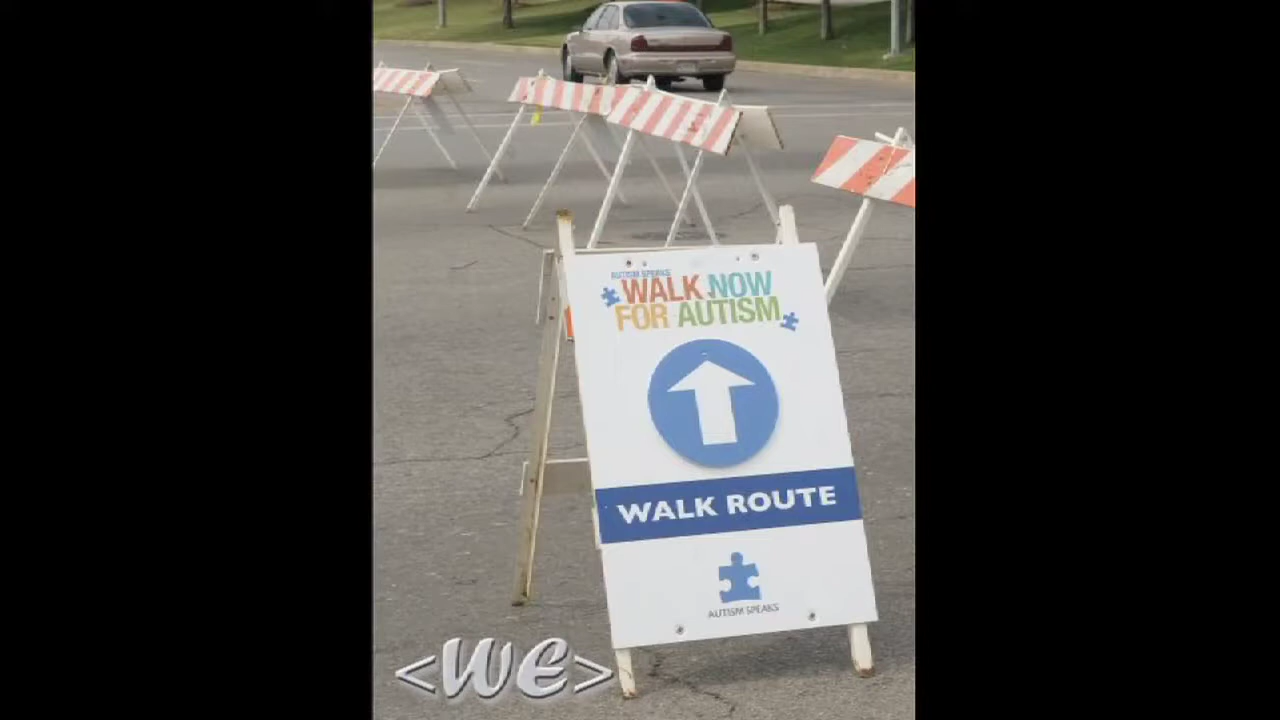 AUTISM SPEAKS
WALK NOW
FOR AUTISM
WALK ROUTE
AUTISM SPEAKS
<WE>